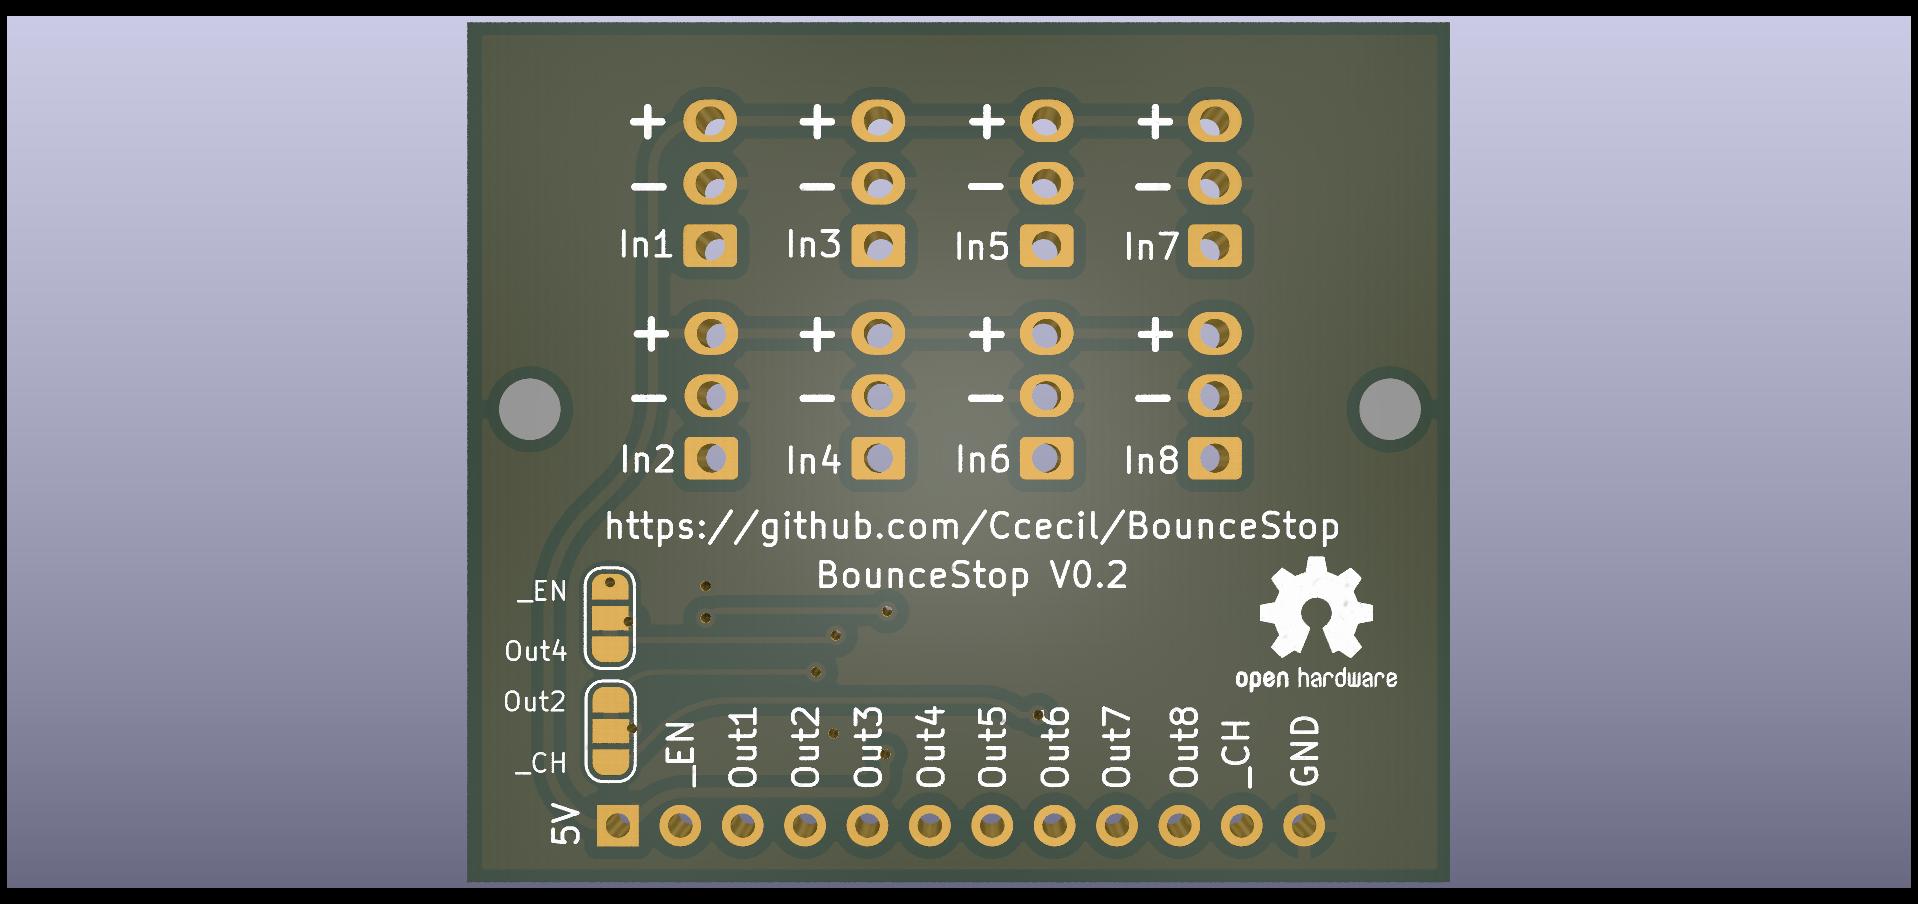 + + + +
− − − −
In1 In3 In5 In7
+ + + +
− − − −
In2 In4 In6 In8
https://github.com/Ccecil/BounceStop
BounceStop V0.2
_EN
Out4
open hardware
Out2
_CH
5V _EN Out1 Out2 Out3 Out4 Out5 Out6 Out7 Out8 _CH GND